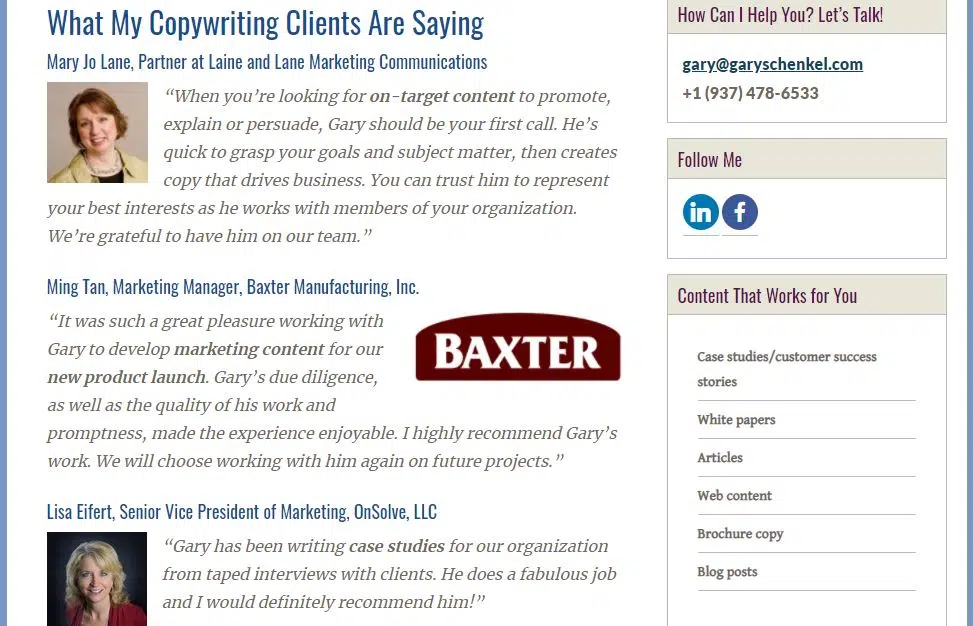 What My Copywriting Clients Are Saying
Mary Jo Lane, Partner at Laine and Lane Marketing Communications
“When you’re looking for on-target content to promote,
explain or persuade, Gary should be your first call. He’s
quick to grasp your goals and subject matter, then creates
copy that drives business. You can trust him to represent
your best interests as he works with members of your organization.
We’re grateful to have him on our team.”
Ming Tan, Marketing Manager, Baxter Manufacturing, Inc.
“It was such a great pleasure working with
Gary to develop marketing content for our
new product launch. Gary’s due diligence,
as well as the quality of his work and
promptness, made the experience enjoyable. I highly recommend Gary’s
work. We will choose working with him again on future projects.”
BAXTER
Lisa Eifert, Senior Vice President of Marketing, OnSolve, LLC
“Gary has been writing case studies for our organization
from taped interviews with clients. He does a fabulous job
and I would definitely recommend him!”
How Can I Help You? Let’s Talk!
gary@garyschenkel.com
+1 (937) 478-6533
Follow Me
in f
Content That Works for You
Case studies/customer success
stories
White papers
Articles
Web content
Brochure copy
Blog posts